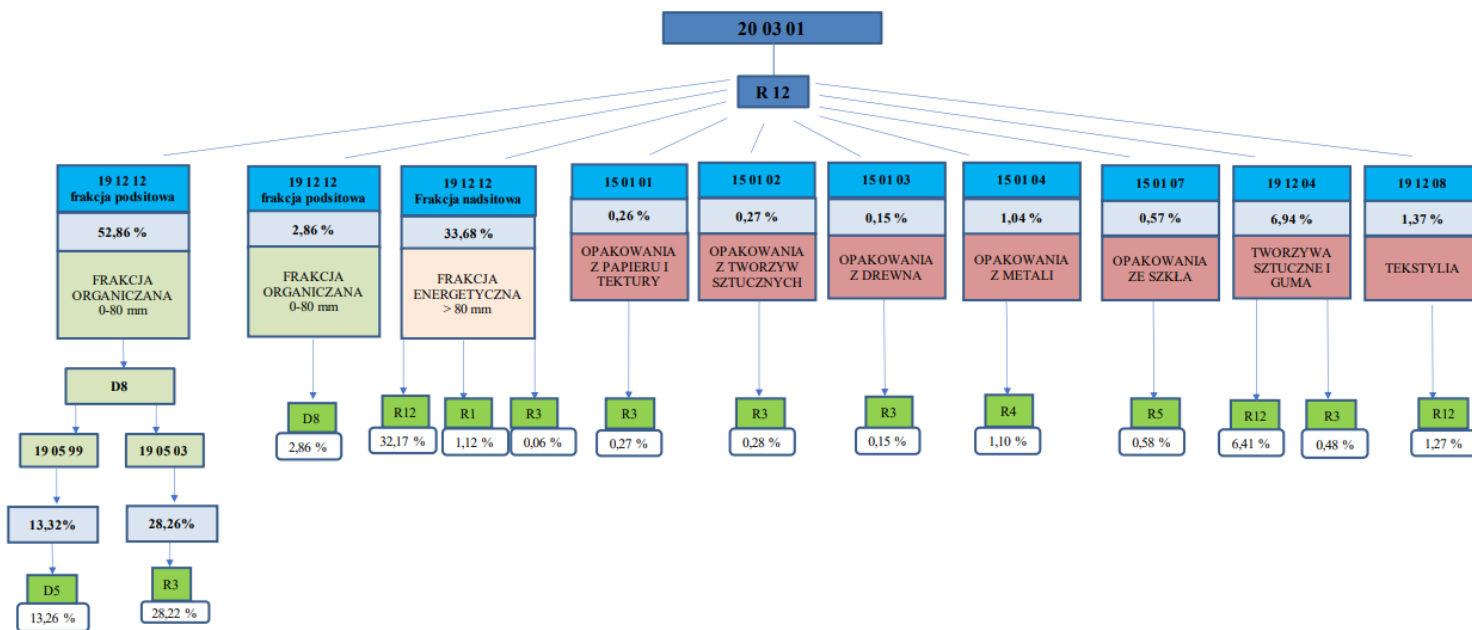 20 03 01
R 12
19 12 12
frakcja podsitowa
52,86 %
FRAKCJA
ORGANICZANA
0-80 mm
D8
19 05 99
19 05 03
13,32%
28,26%
D5
13,26 %
R3
28,22 %
19 12 12
frakcja podsitowa
2,86 %
FRAKCJA
ORGANICZANA
0-80 mm
D8
2,86 %
19 12 12
Frakcja nadsitowa
33,68 %
FRAKCJA
ENERGETYCZNA
> 80 mm
R12
32,17 %
R1
1,12 %
R3
0,06 %
15 01 01
0,26 %
OPAKOWANIA
Z PAPIERU I
TEKTURY
R3
0,27 %
15 01 02
0,27 %
OPAKOWANIA
Z TWORZYW
SZTUCZNYCH
R3
0,28 %
15 01 03
0,15 %
OPAKOWANIA
Z DREWNA
R3
0,15 %
15 01 04
1,04 %
OPAKOWANIA
Z METALI
R4
1,10 %
15 01 07
0,57 %
OPAKOWANIA
ZE SZKŁA
R5
0,58 %
19 12 04
6,94 %
TWORZYWA
SZTUCZNE I
GUMA
R12
6,41 %
R3
0,48 %
19 12 08
1,37 %
TEKSTYLIA
R12
1,27 %